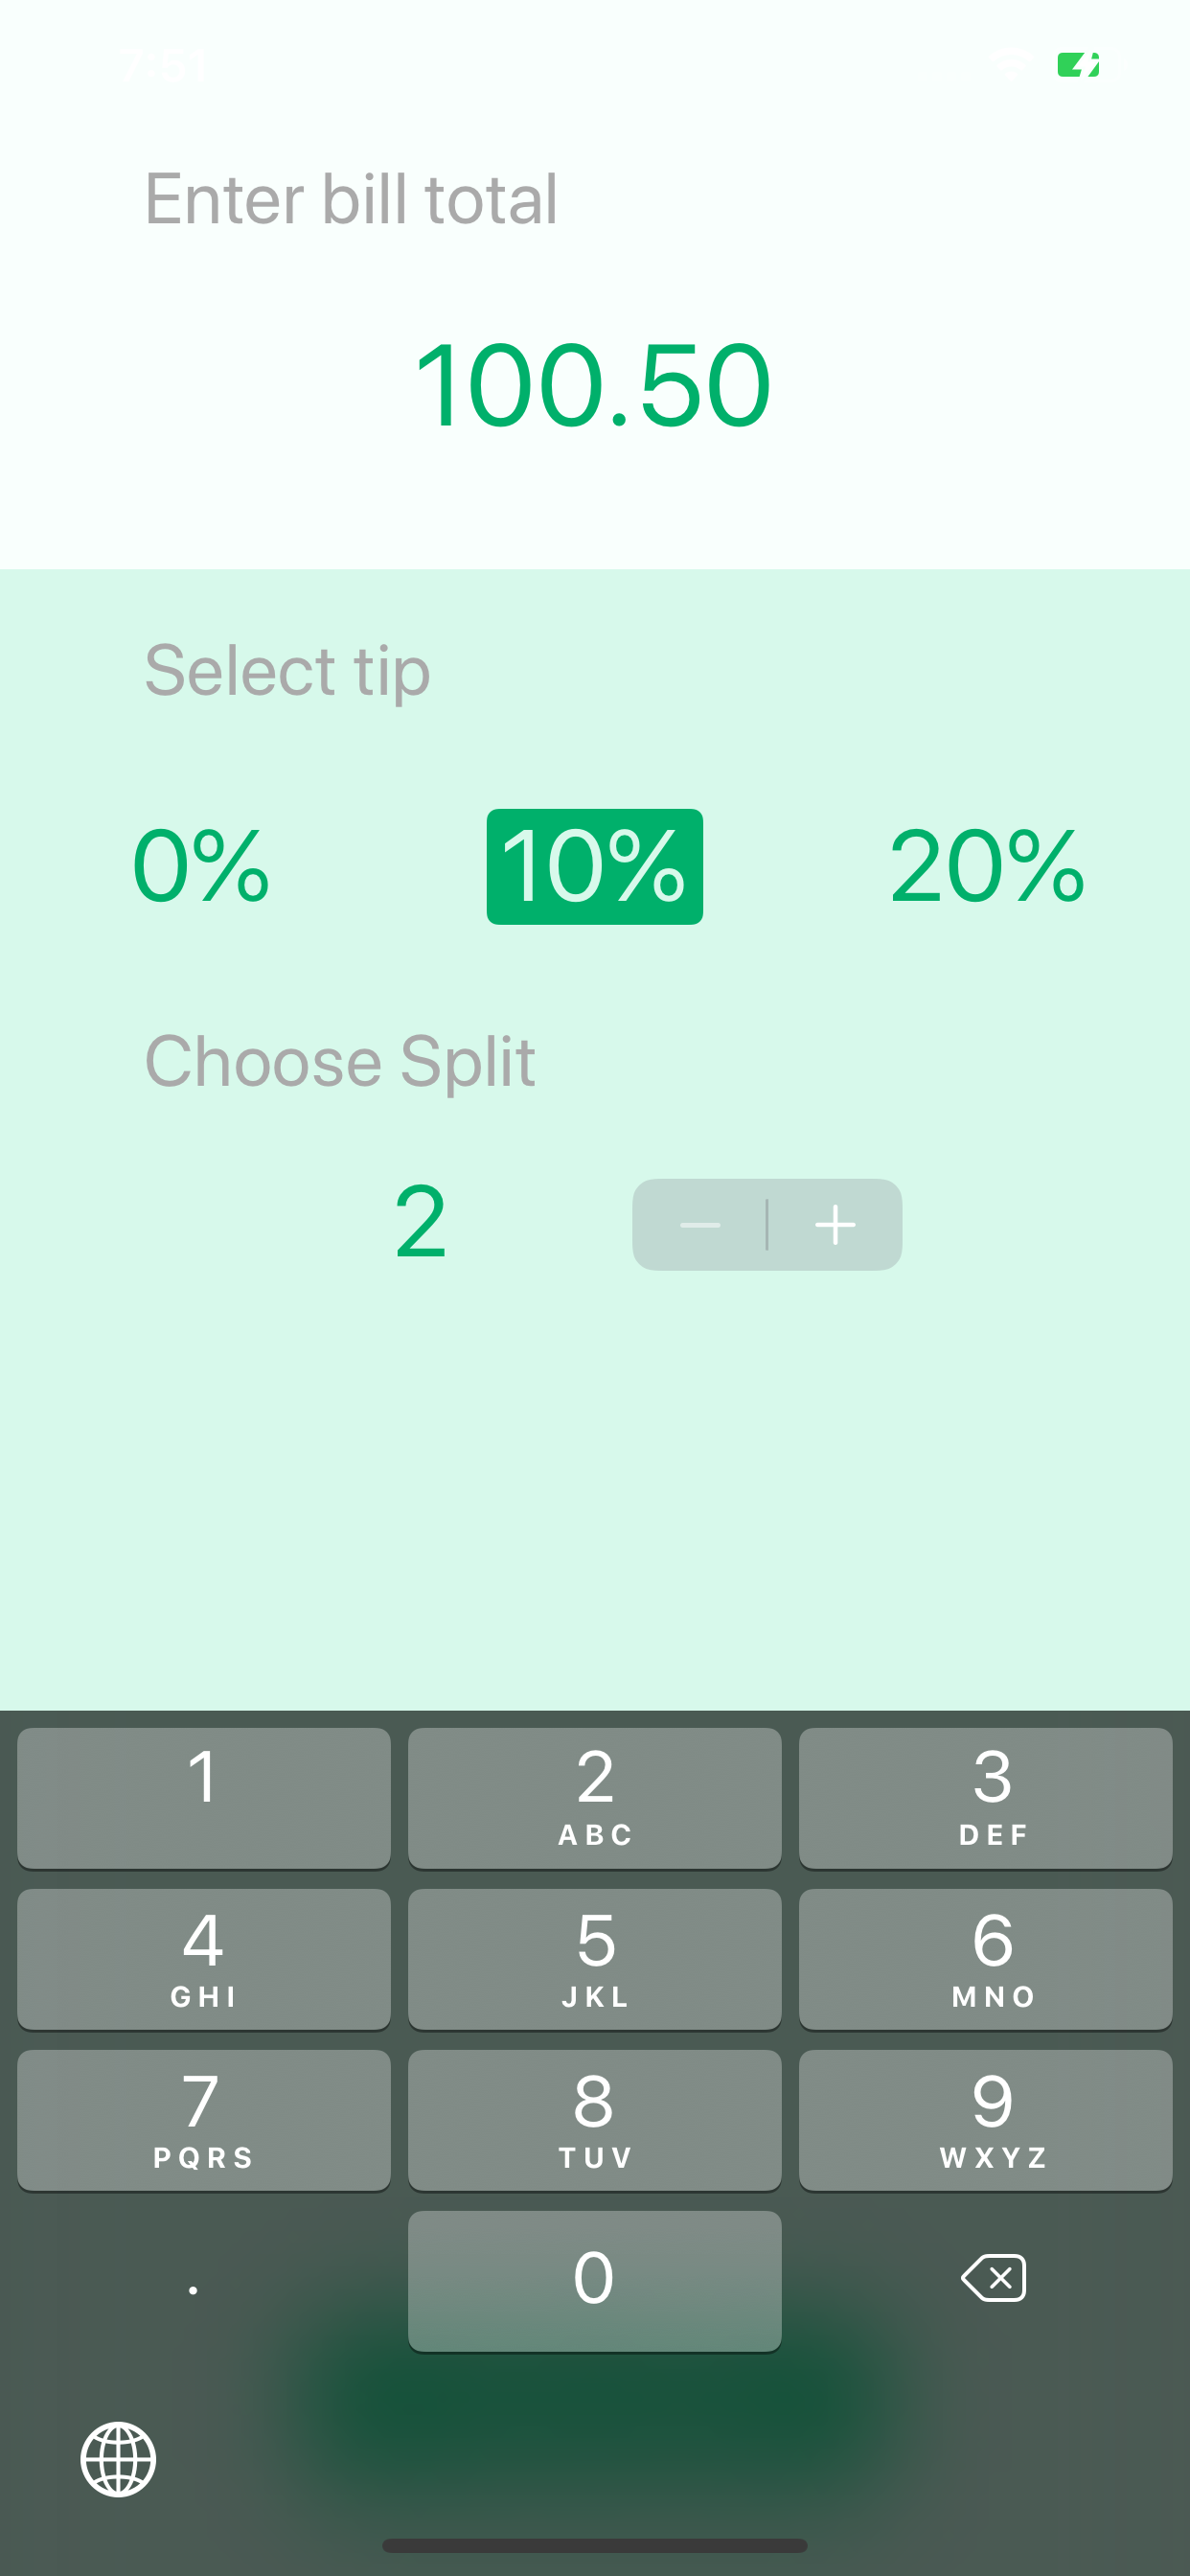 7:51
Enter bill total
100.50
Select tip
0% 10% 20%
Choose Split
2 − +
1 2 3
ABC DEF
4 5 6
GHI JKL MNO
7 8 9
PQRS TUV WXYZ
. 0